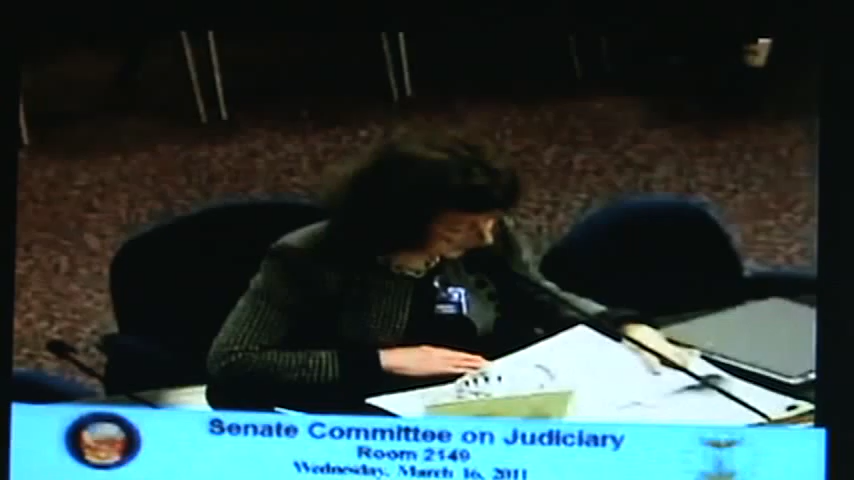 Senate Committee on Judiciary
Room 2149
Wednesday, March 16, 2011